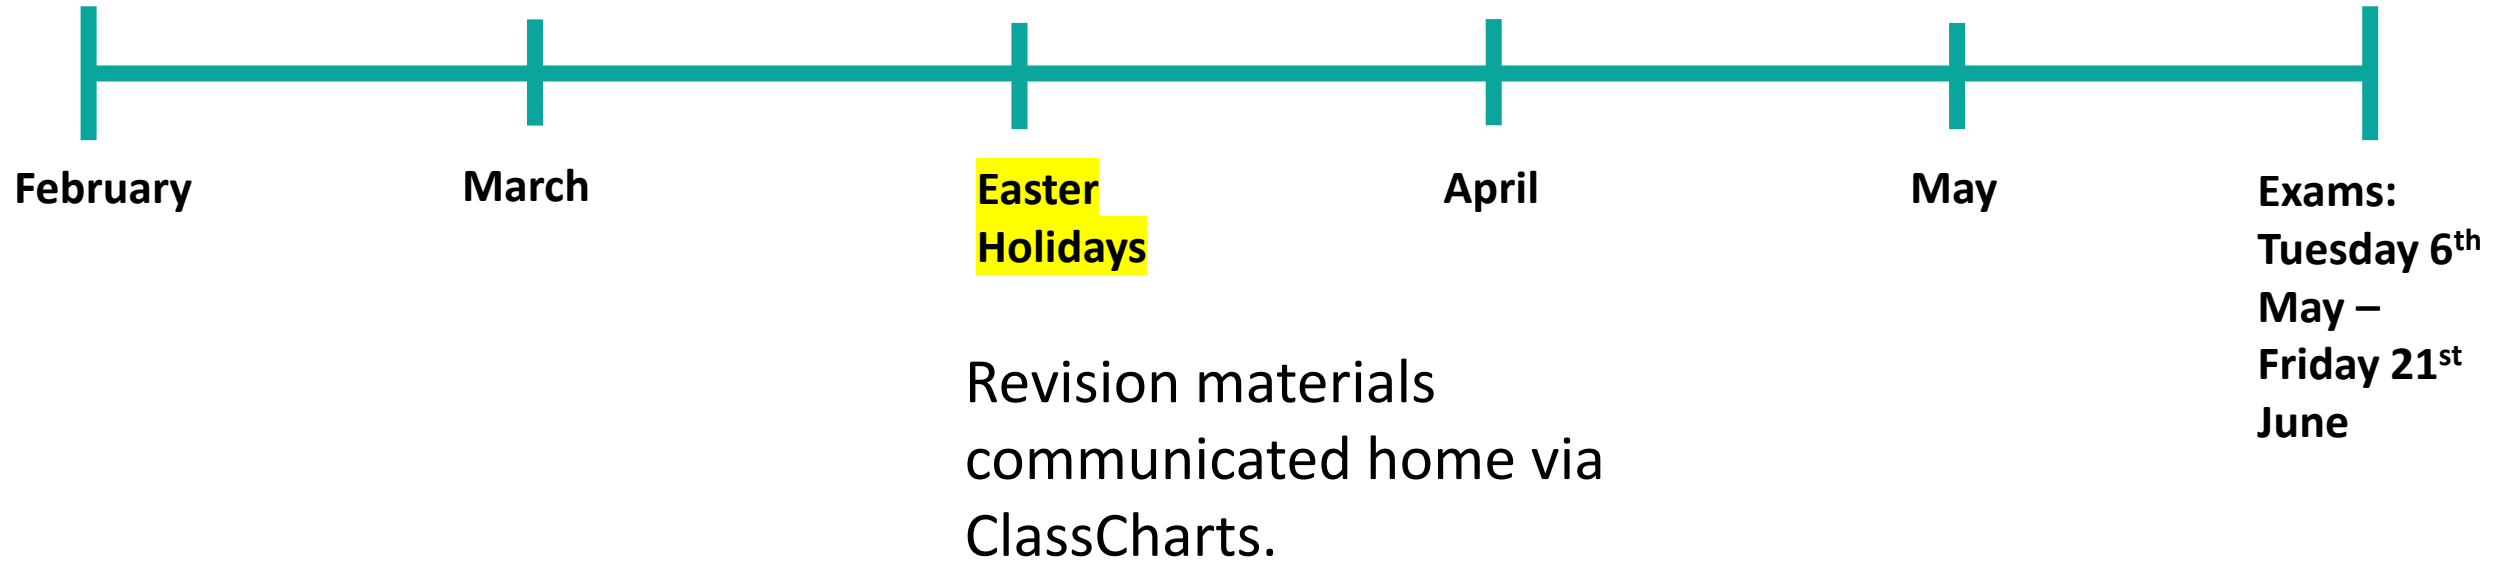 February
March
Easter
Holidays
April
May
Exams:
Tuesday 6th
May –
Friday 21st
June
Revision materials
communicated home via
ClassCharts.